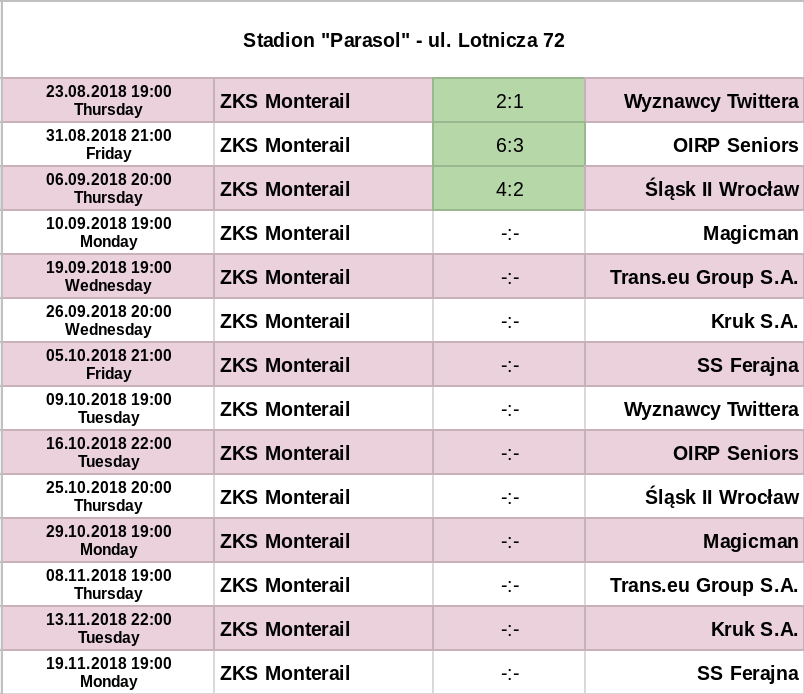 Stadion "Parasol" - ul. Lotnicza 72
23.08.2018 19:00
Thursday
ZKS Monterail
2:1
Wyznawcy Twittera
31.08.2018 21:00
Friday
ZKS Monterail
6:3
OIRP Seniors
06.09.2018 20:00
Thursday
ZKS Monterail
4:2
Śląsk II Wrocław
10.09.2018 19:00
Monday
ZKS Monterail
-:-
Magicman
19.09.2018 19:00
Wednesday
ZKS Monterail
-:-
Trans.eu Group S.A.
26.09.2018 20:00
Wednesday
ZKS Monterail
-:-
Kruk S.A.
05.10.2018 21:00
Friday
ZKS Monterail
-:-
SS Ferajna
09.10.2018 19:00
Tuesday
ZKS Monterail
-:-
Wyznawcy Twittera
16.10.2018 22:00
Tuesday
ZKS Monterail
-:-
OIRP Seniors
25.10.2018 20:00
Thursday
ZKS Monterail
-:-
Śląsk II Wrocław
29.10.2018 19:00
Monday
ZKS Monterail
-:-
Magicman
08.11.2018 19:00
Thursday
ZKS Monterail
-:-
Trans.eu Group S.A.
13.11.2018 22:00
Tuesday
ZKS Monterail
-:-
Kruk S.A.
19.11.2018 19:00
Monday
ZKS Monterail
-:-
SS Ferajna